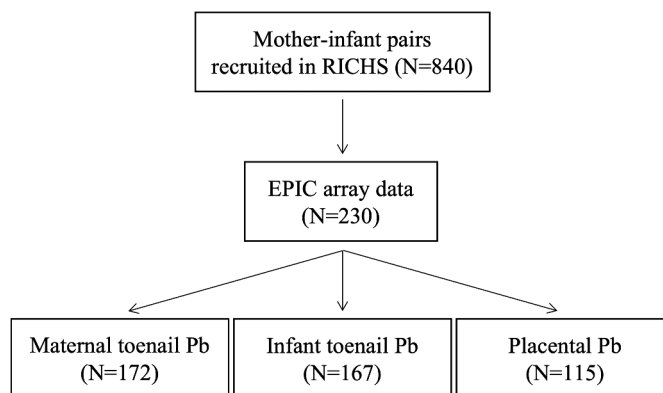 Mother-infant pairs
recruited in RICHS (N=840)
EPIC array data
(N=230)
Maternal toenail Pb
(N=172)
Infant toenail Pb
(N=167)
Placental Pb
(N=115)